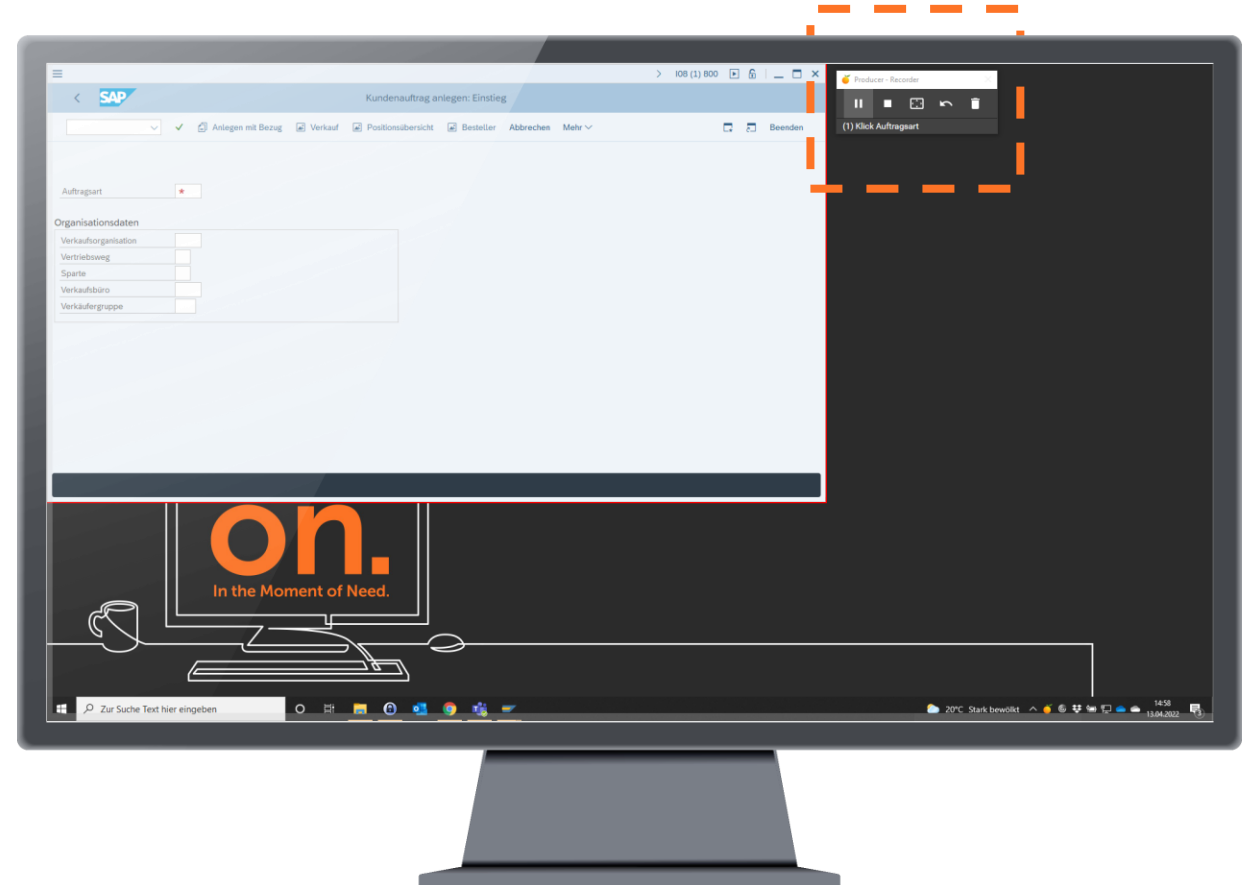 I08 (1) 800
SAP
Kundenauftrag anlegen: Einstieg
Anlegen mit Bezug Verkauf Positionsübersicht Besteller Abbrechen Mehr Beenden
Auftragsart *
Organisationsdaten
Verkaufsorganisation
Vertriebsweg
Sparte
Verkaufsbüro
Verkäufergruppe
Producer - Recorder
(1) Klick Auftragsart
on.
In the Moment of Need.
Zur Suche Text hier eingeben
20°C Stark bewölkt
14:58
13.04.2022